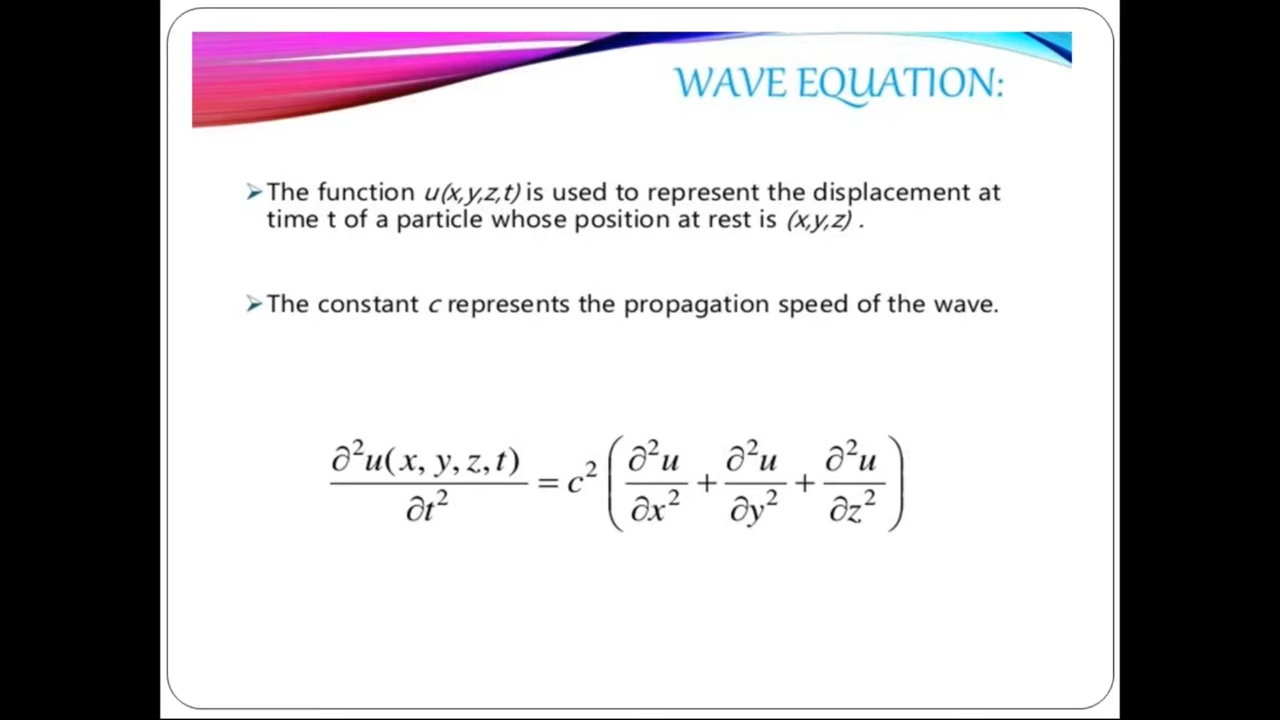 WAVE EQUATION:
➢The function u(x,y,z,t) is used to represent the displacement at
time t of a particle whose position at rest is (x,y,z) .
➢The constant c represents the propagation speed of the wave.
∂²u(x, y, z, t)/∂t² = c² (∂²u/∂x² + ∂²u/∂y² + ∂²u/∂z²)